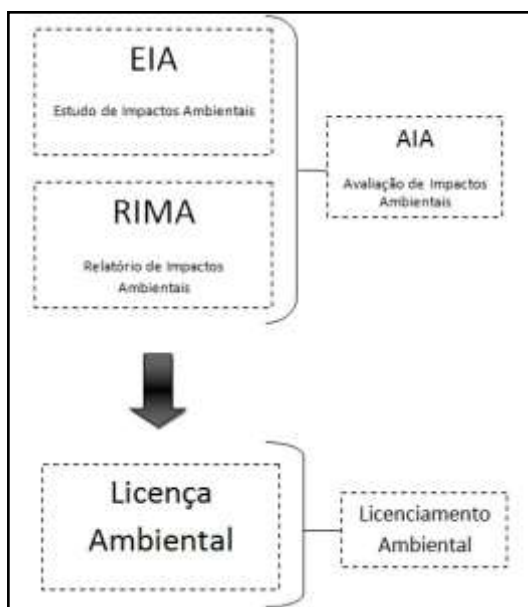 EIA
Estudo de Impactos Ambientais
AIA
Avaliação de Impactos
Ambientais
RIMA
Relatório de Impactos
Ambientais
Licença
Ambiental
Licenciamento
Ambiental